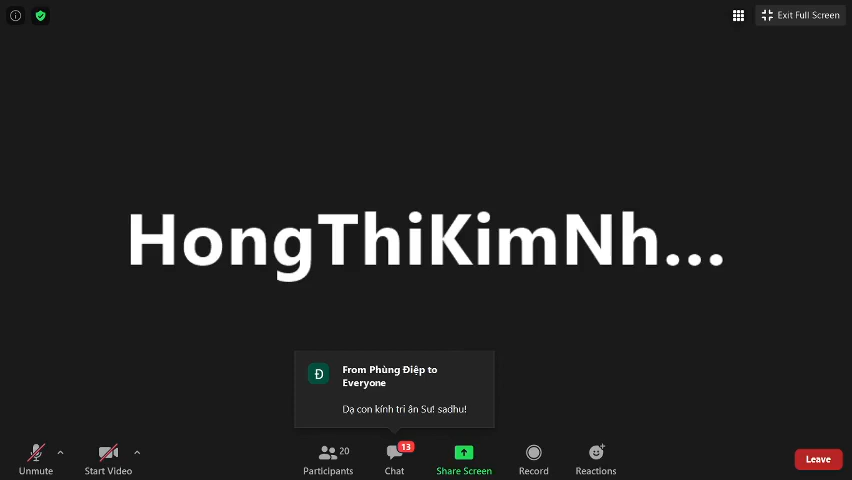 Exit Full Screen
HongThiKimNh...
Đ
From Phùng Điệp to
Everyone
Dạ con kính tri ân Sư! sadhu!
Unmute
Start Video
20
Participants
13
Chat
Share Screen
Record
Reactions
Leave